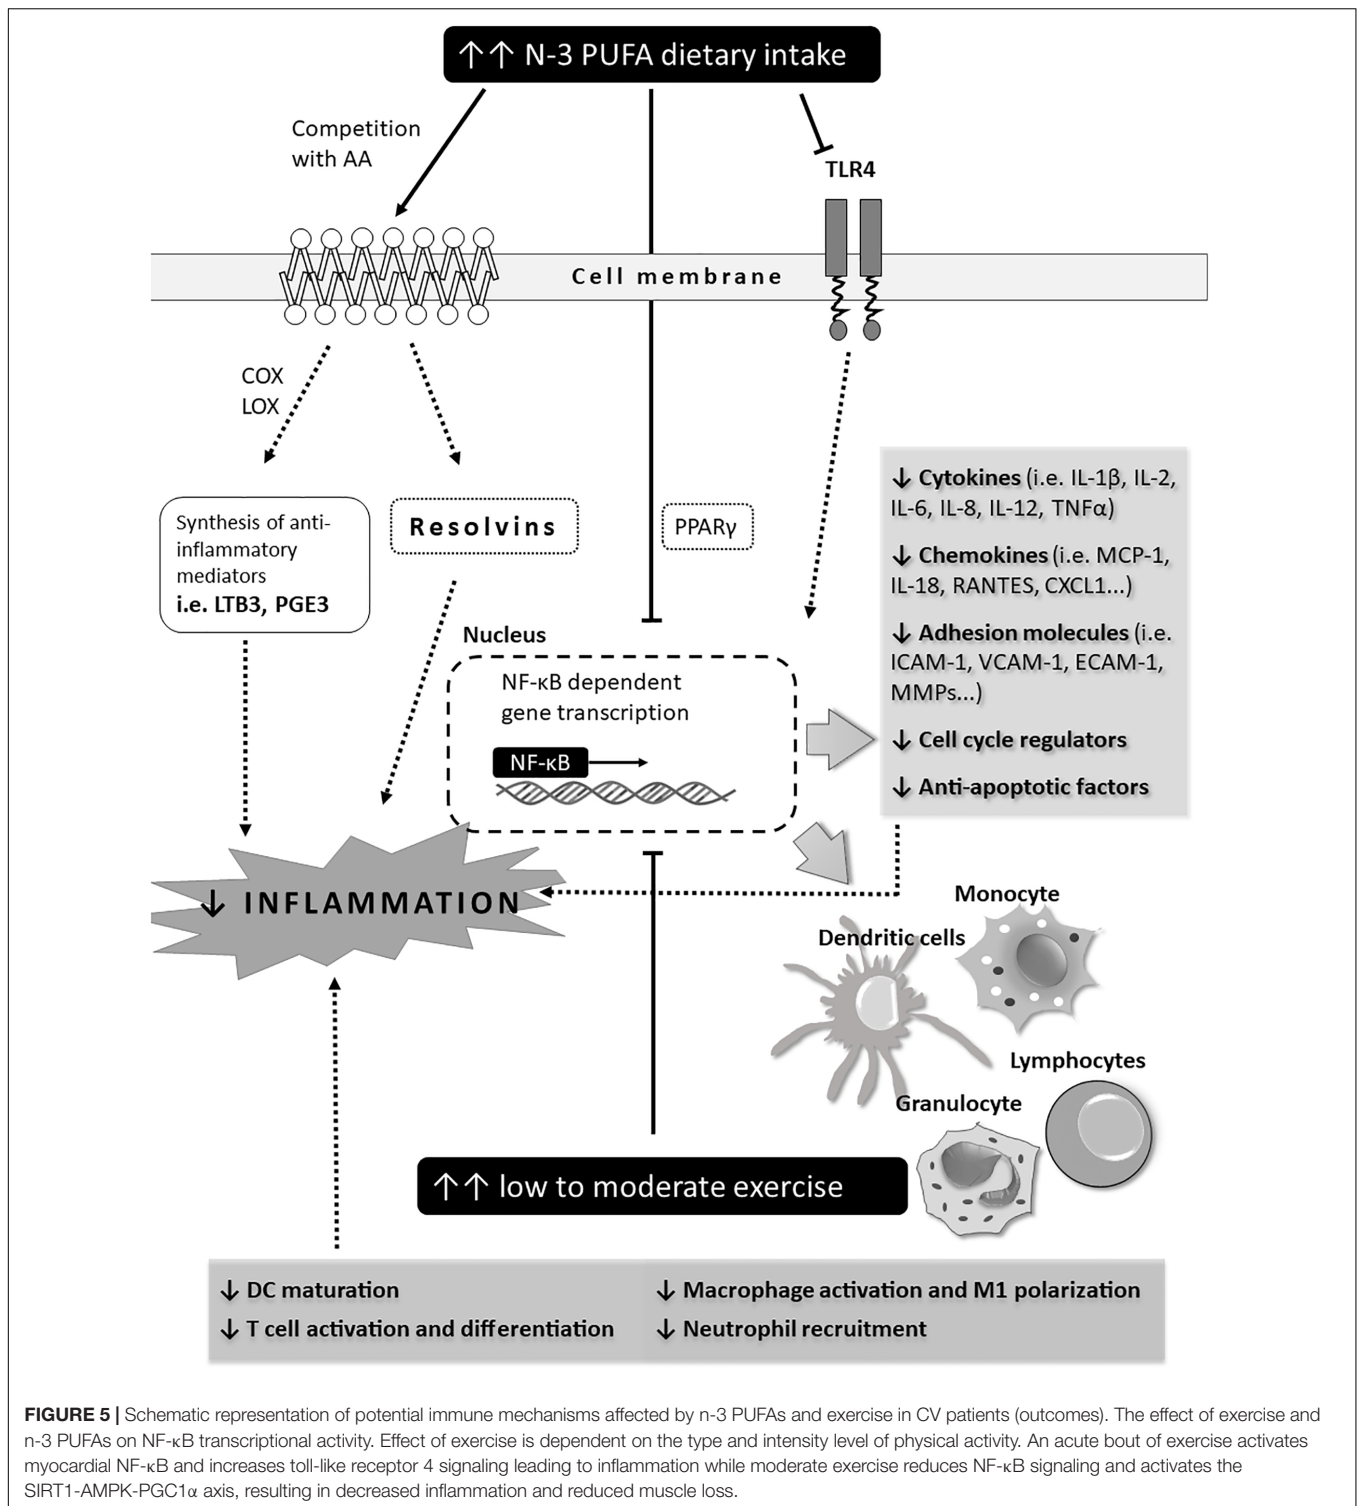 ↑↑ N-3 PUFA dietary intake
Competition
with AA
TLR4
Cell membrane
COX
LOX
Synthesis of anti-
inflammatory
mediators
i.e. LTB3, PGE3
Resolvins
PPARγ
↓ Cytokines (i.e. IL-1β, IL-2,
IL-6, IL-8, IL-12, TNFα)
↓ Chemokines (i.e. MCP-1,
IL-18, RANTES, CXCL1...)
↓ Adhesion molecules (i.e.
ICAM-1, VCAM-1, ECAM-1,
MMPs...)
↓ Cell cycle regulators
↓ Anti-apoptotic factors
Nucleus
NF-κB dependent
gene transcription
NF-κB
↓ INFLAMMATION
Monocyte
Dendritic cells
Lymphocytes
Granulocyte
↑↑ low to moderate exercise
↓ DC maturation
↓ T cell activation and differentiation
↓ Macrophage activation and M1 polarization
↓ Neutrophil recruitment
FIGURE 5 | Schematic representation of potential immune mechanisms affected by n-3 PUFAs and exercise in CV patients (outcomes). The effect of exercise and
n-3 PUFAs on NF-κB transcriptional activity. Effect of exercise is dependent on the type and intensity level of physical activity. An acute bout of exercise activates
myocardial NF-κB and increases toll-like receptor 4 signaling leading to inflammation while moderate exercise reduces NF-κB signaling and activates the
SIRT1-AMPK-PGC1α axis, resulting in decreased inflammation and reduced muscle loss.